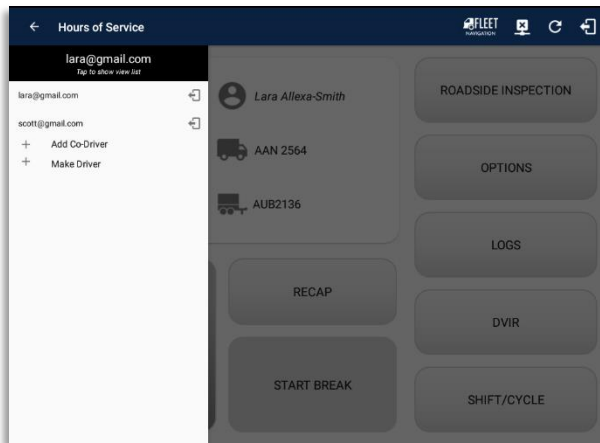 Hours of Service
FLEET
NAVIGATION
lara@gmail.com
Tap to show view list
lara@gmail.com
scott@gmail.com
+ Add Co-Driver
+ Make Driver
Lara Allexa-Smith
AAN 2564
AUB2136
RECAP
START BREAK
ROADSIDE INSPECTION
OPTIONS
LOGS
DVIR
SHIFT/CYCLE